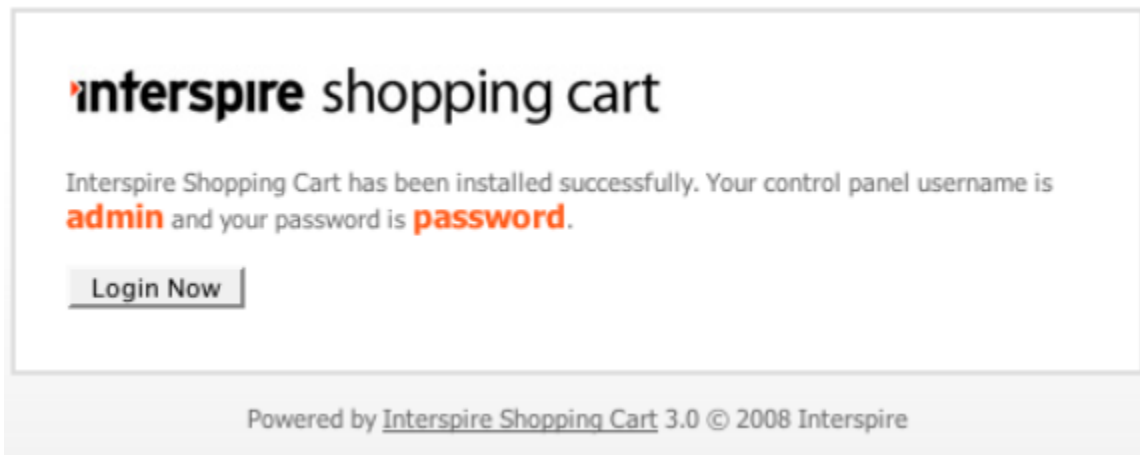 interspire shopping cart
Interspire Shopping Cart has been installed successfully. Your control panel username is
admin and your password is password.
Login Now
Powered by Interspire Shopping Cart 3.0 © 2008 Interspire